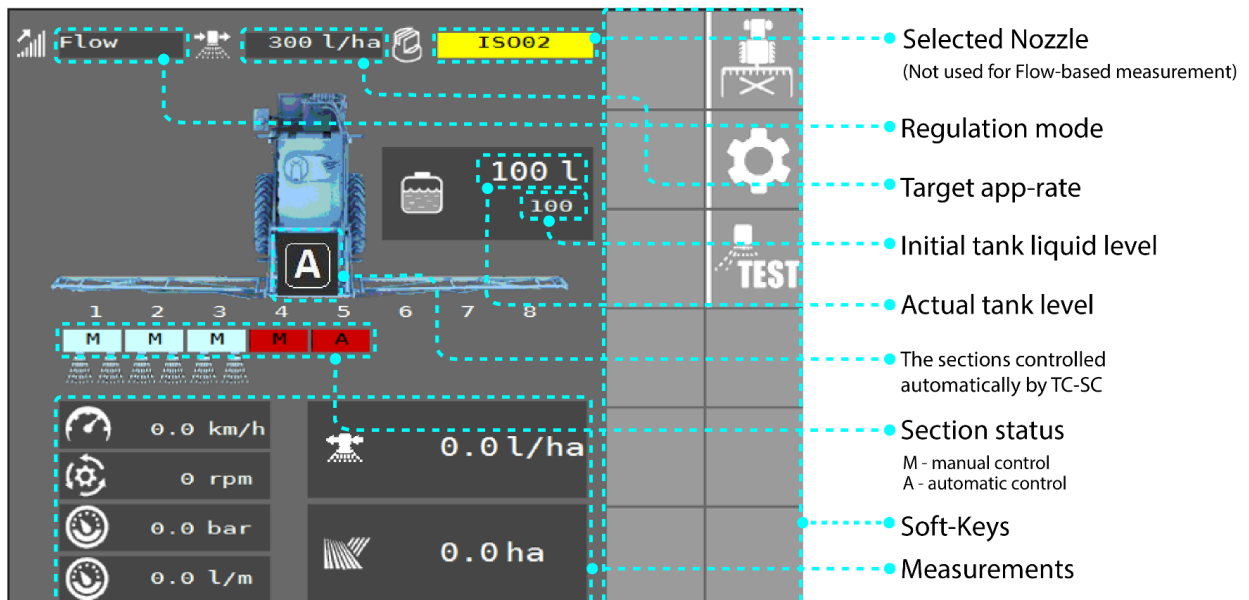 Flow 300 l/ha ISO02
Selected Nozzle
(Not used for Flow-based measurement)
Regulation mode
100 l
Target app-rate
100
Initial tank liquid level
A
TEST
Actual tank level
1 2 3 4 5 6 7 8
M M M M A
The sections controlled
automatically by TC-SC
0.0 km/h
0.0 l/ha
Section status
M - manual control
A - automatic control
0 rpm
0.0 bar
Soft-Keys
0.0 ha
0.0 l/m
Measurements